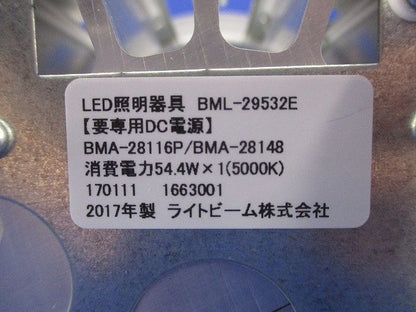 LED照明器具 BML-29532E
【要専用DC電源】
BMA-28116P/BMA-28148
消費電力54.4W×1(5000K)
170111 1663001
2017年製 ライトビーム株式会社